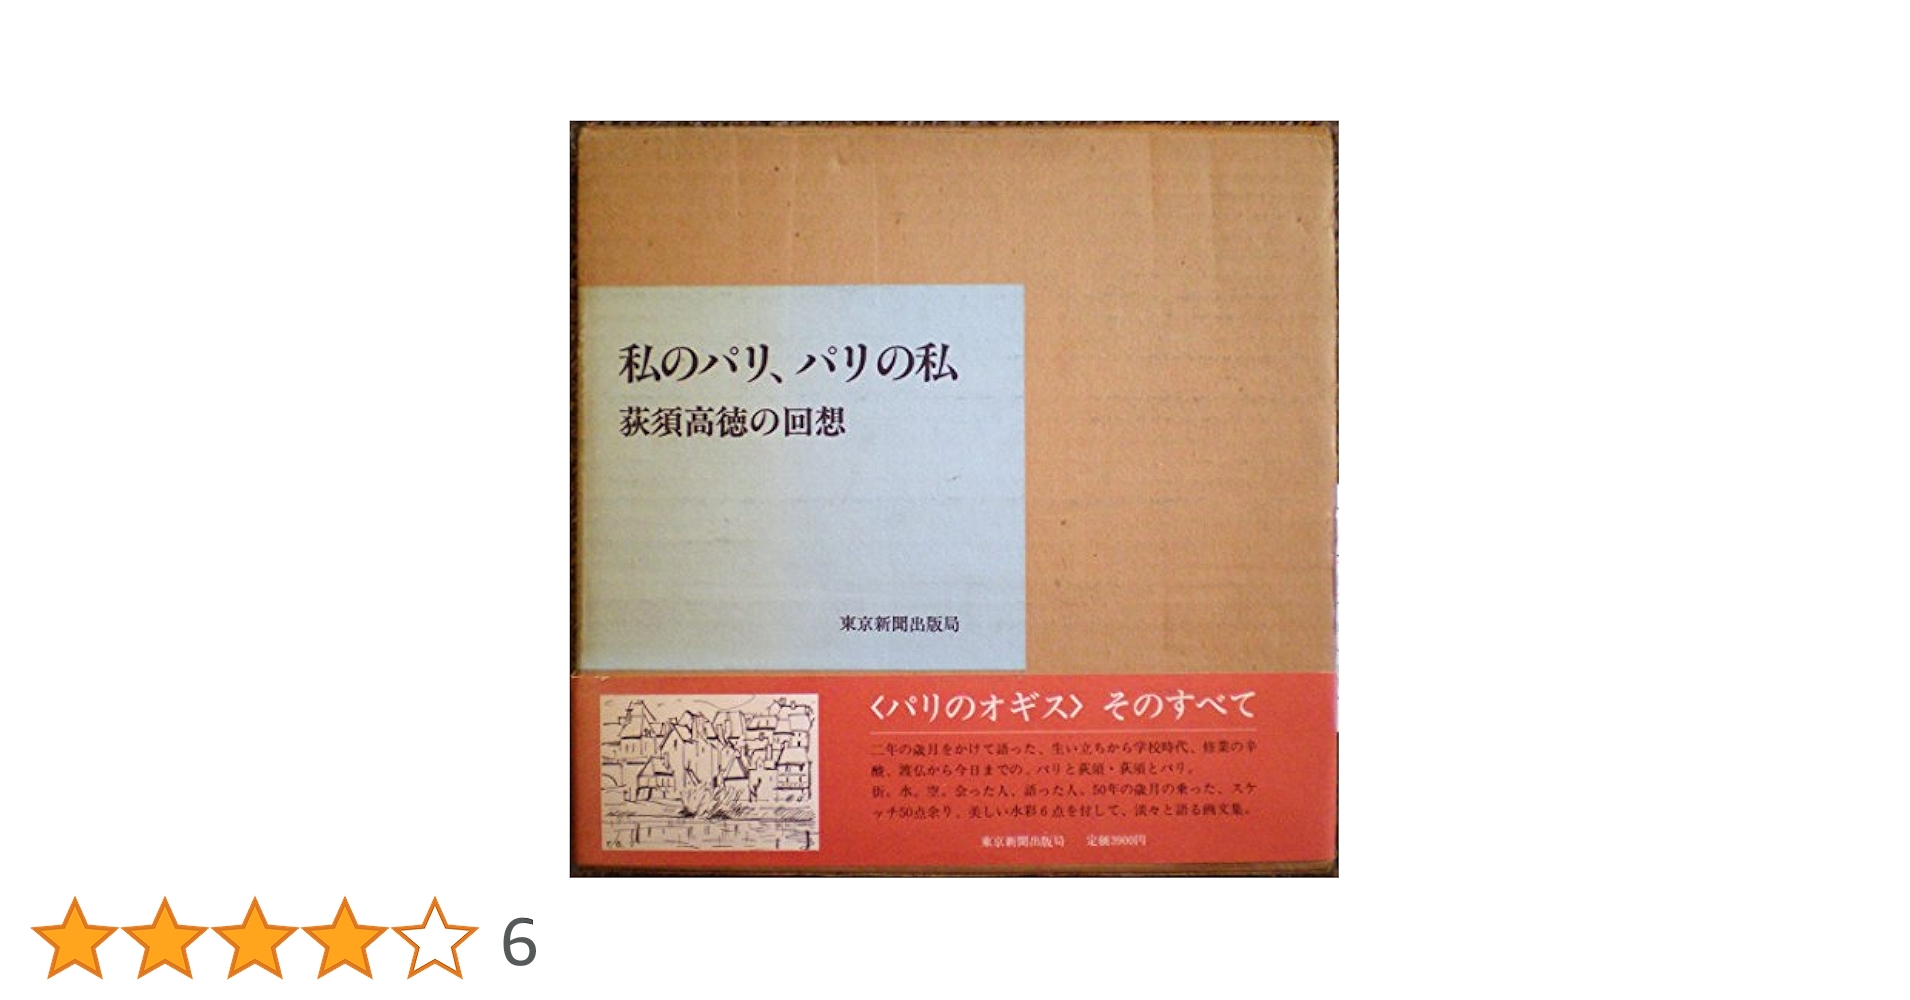 私のパリ、パリの私
荻須高徳の回想
東京新聞出版局
〈パリのオギス〉そのすべて
二年の歳月をかけて語った、生い立ちから学校時代、修業の辛
酸、渡仏から今日までの、パリと荻須・荻須とパリ。
街。水。空。会った人、語った人。50年の歳月の乗った、スケ
ッチ50点余り。美しい水彩6点を付して、淡々と語る画文集。
東京新聞出版局 定価3900円
6